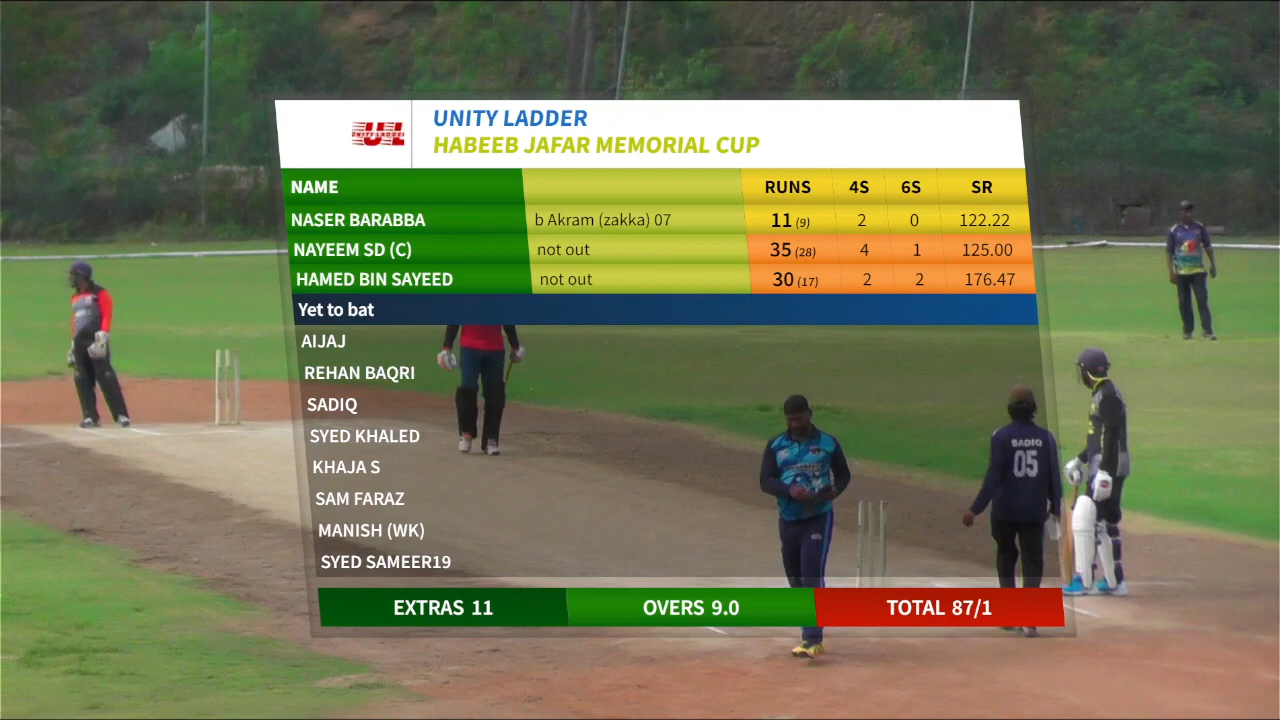 UNITY LADDER
UNITY LADDER
HABEEB JAFAR MEMORIAL CUP
NAME RUNS 4S 6S SR
NASER BARABBA b Akram (zakka) 07 11 (9) 2 0 122.22
NAYEEM SD (C) not out 35 (28) 4 1 125.00
HAMED BIN SAYEED not out 30 (17) 2 2 176.47
Yet to bat
AIJAJ
REHAN BAQRI
SADIQ
SYED KHALED
KHAJA S
SAM FARAZ
MANISH (WK)
SYED SAMEER19
SADIQ
05
EXTRAS 11 OVERS 9.0 TOTAL 87/1